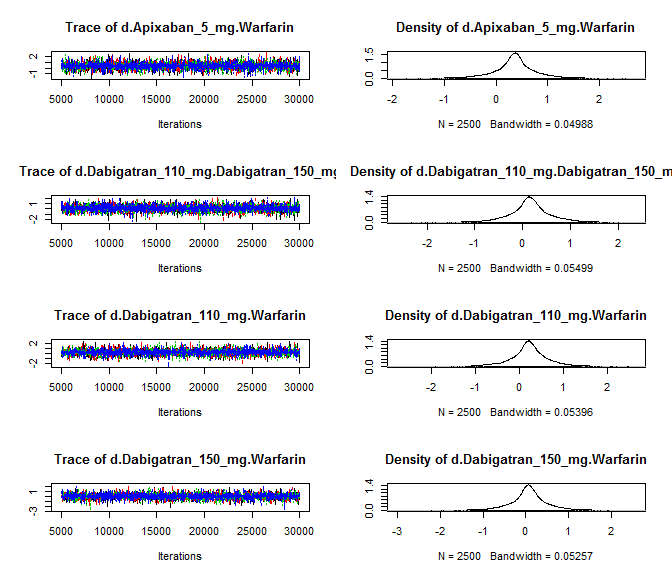 Trace of d.Apixaban_5_mg.Warfarin
2
-1
5000 10000 15000 20000 25000 30000
Iterations
Density of d.Apixaban_5_mg.Warfarin
1.5
0.0
-2 -1 0 1 2
N = 2500 Bandwidth = 0.04988
Trace of d.Dabigatran_110_mg.Dabigatran_150_mg
1
-2
5000 10000 15000 20000 25000 30000
Iterations
Density of d.Dabigatran_110_mg.Dabigatran_150_m
1.4
0.0
-2 -1 0 1 2
N = 2500 Bandwidth = 0.05499
Trace of d.Dabigatran_110_mg.Warfarin
2
-2
5000 10000 15000 20000 25000 30000
Iterations
Density of d.Dabigatran_110_mg.Warfarin
1.4
0.0
-2 -1 0 1 2
N = 2500 Bandwidth = 0.05396
Trace of d.Dabigatran_150_mg.Warfarin
1
-3
5000 10000 15000 20000 25000 30000
Iterations
Density of d.Dabigatran_150_mg.Warfarin
1.4
0.0
-3 -2 -1 0 1 2
N = 2500 Bandwidth = 0.05257